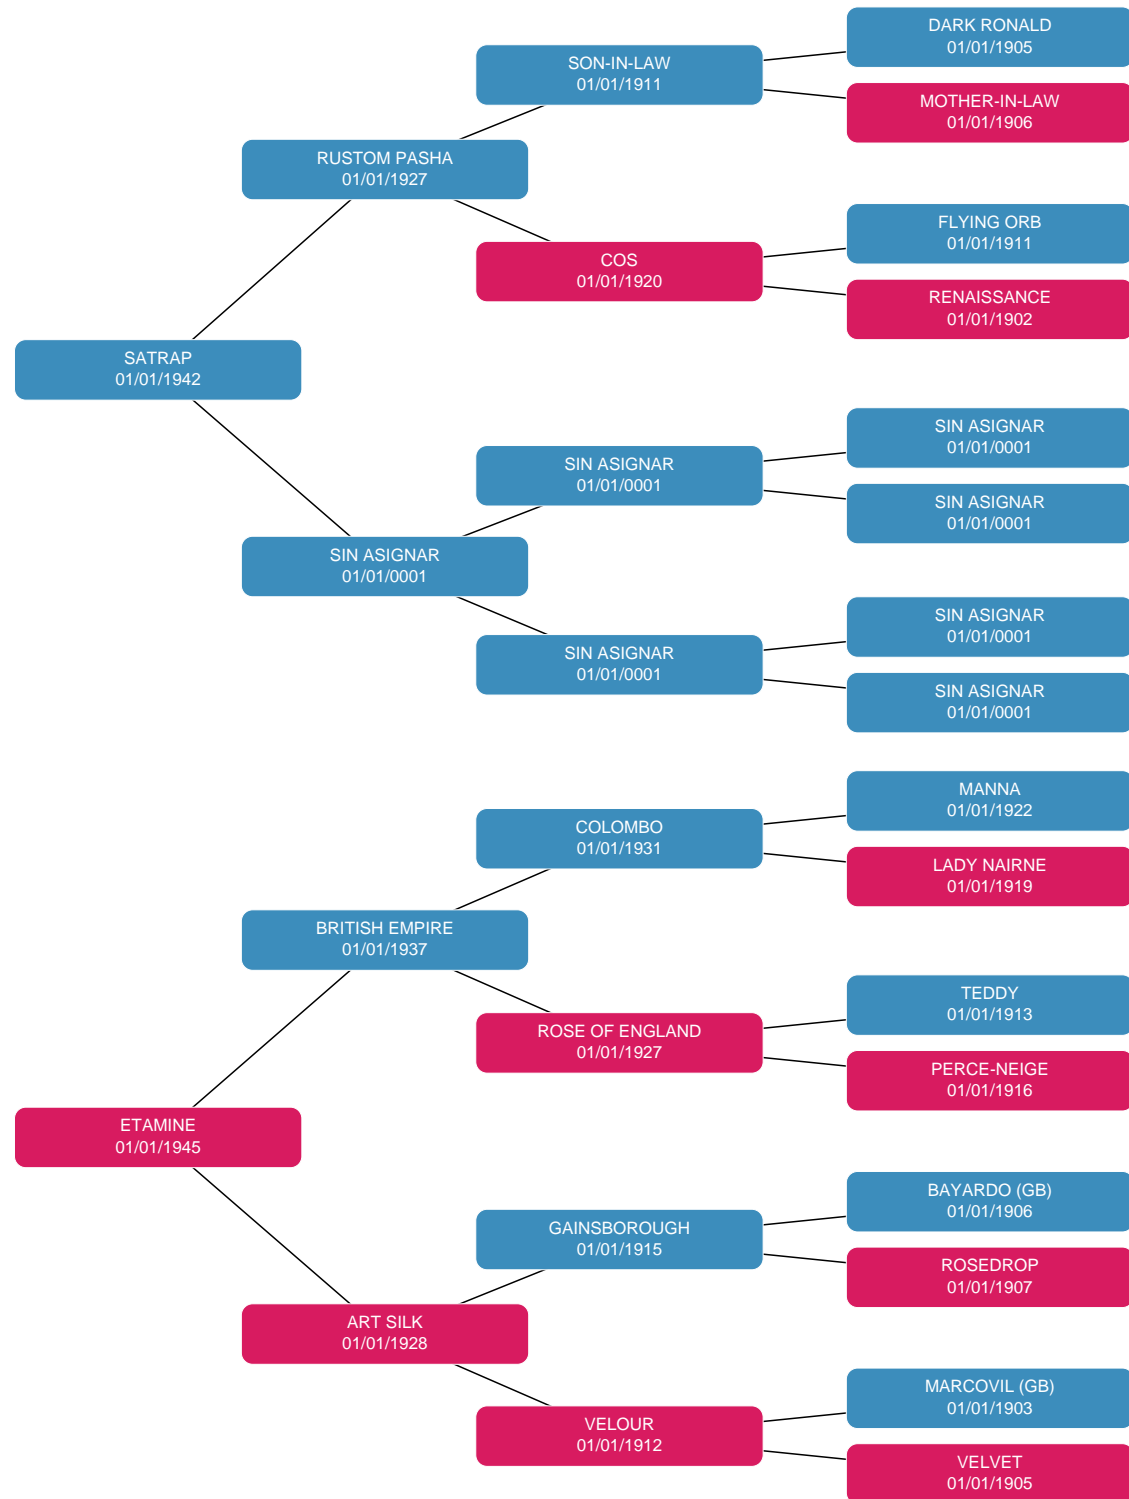 DARK RONALD
01/01/1905
SON-IN-LAW
01/01/1911
MOTHER-IN-LAW
01/01/1906
RUSTOM PASHA
01/01/1927
FLYING ORB
01/01/1911
COS
01/01/1920
RENAISSANCE
01/01/1902
SATRAP
01/01/1942
SIN ASIGNAR
01/01/0001
SIN ASIGNAR
01/01/0001
SIN ASIGNAR
01/01/0001
SIN ASIGNAR
01/01/0001
SIN ASIGNAR
01/01/0001
SIN ASIGNAR
01/01/0001
SIN ASIGNAR
01/01/0001
MANNA
01/01/1922
COLOMBO
01/01/1931
LADY NAIRNE
01/01/1919
BRITISH EMPIRE
01/01/1937
TEDDY
01/01/1913
ROSE OF ENGLAND
01/01/1927
PERCE-NEIGE
01/01/1916
ETAMINE
01/01/1945
BAYARDO (GB)
01/01/1906
GAINSBOROUGH
01/01/1915
ROSEDROP
01/01/1907
ART SILK
01/01/1928
MARCOVIL (GB)
01/01/1903
VELOUR
01/01/1912
VELVET
01/01/1905